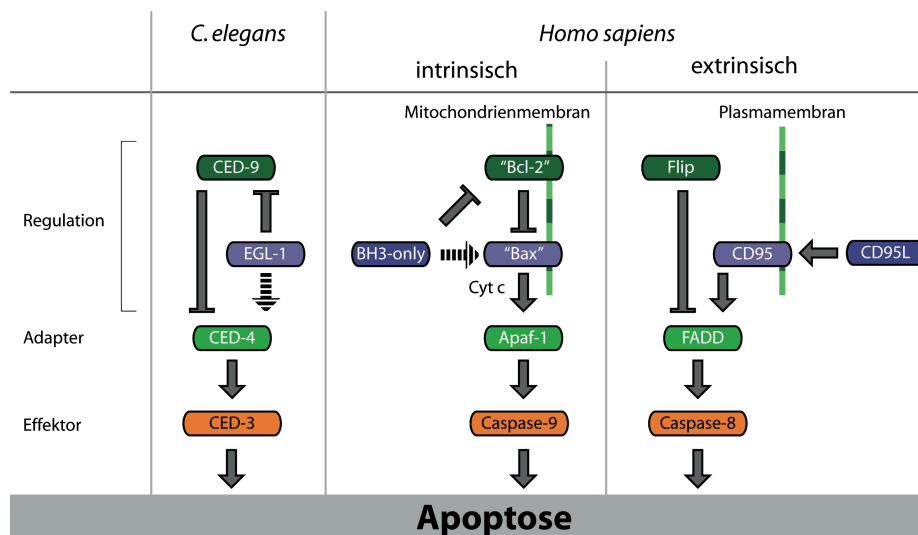 C. elegans
Homo sapiens
intrinsisch
extrinsisch
Mitochondrienmembran
Plasmamembran
Regulation
CED-9
"Bcl-2"
Flip
EGL-1
BH3-only
"Bax"
CD95
CD95L
Cyt c
Adapter
CED-4
Apaf-1
FADD
Effektor
CED-3
Caspase-9
Caspase-8
Apoptose